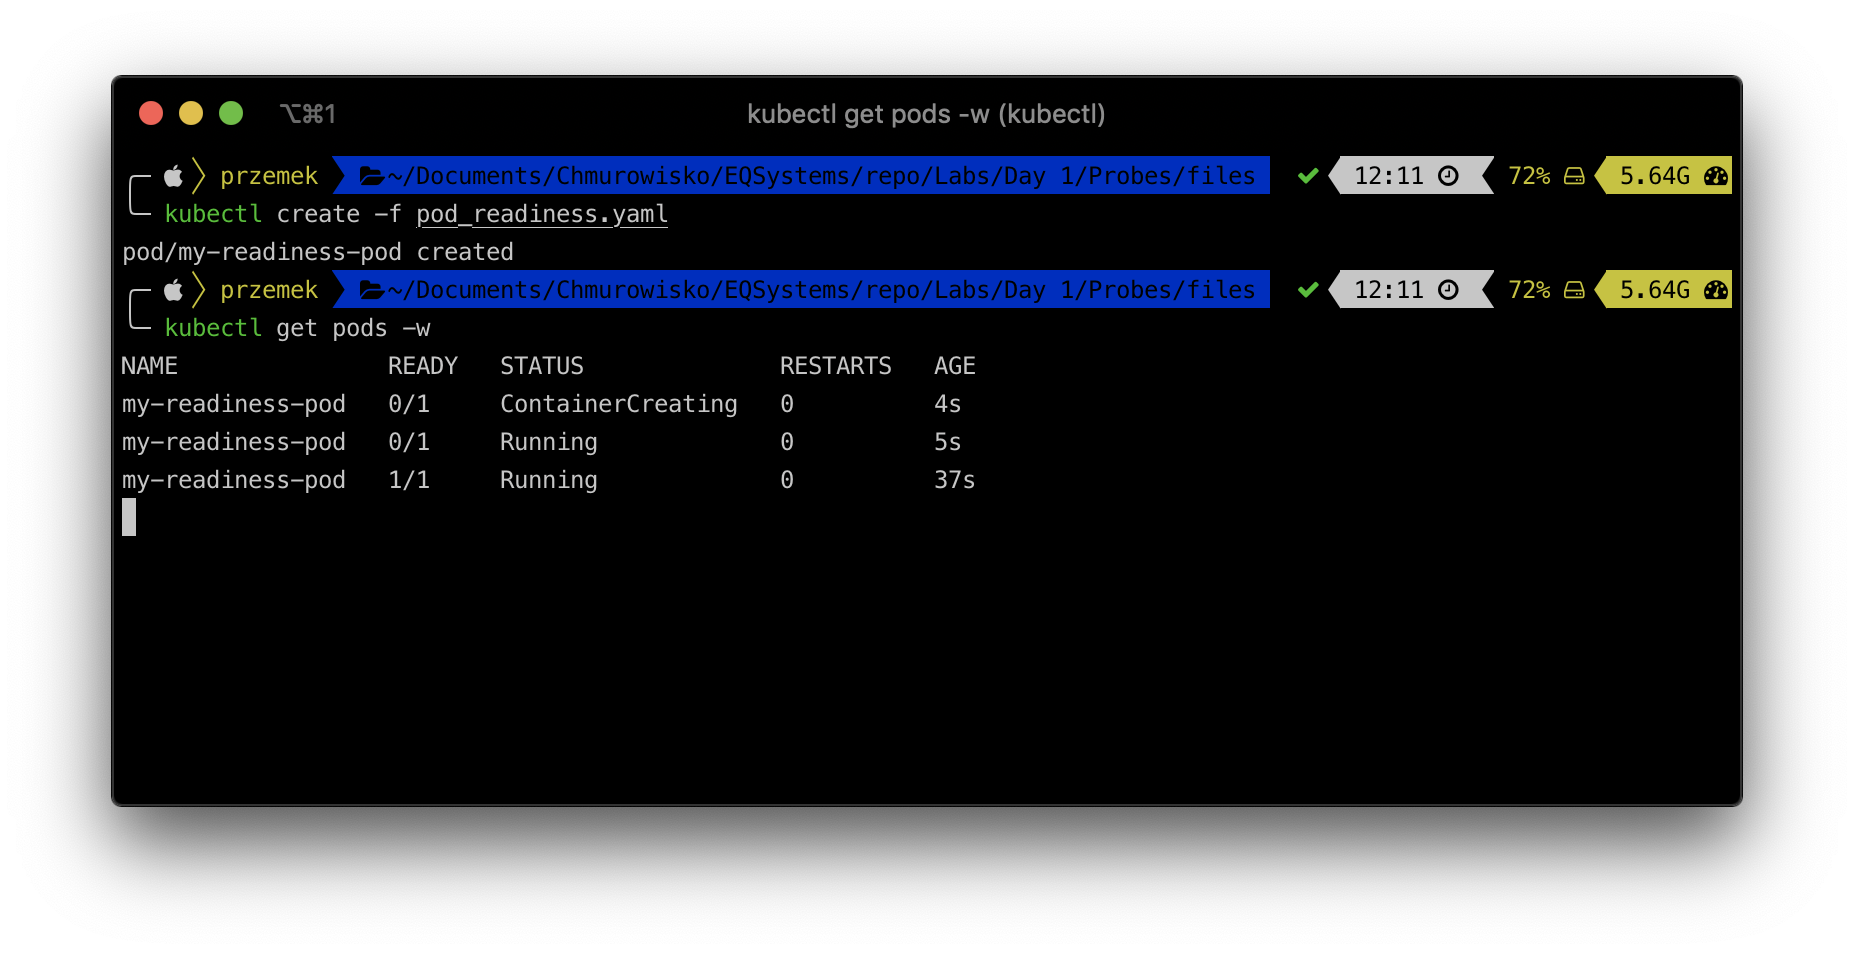 ⌥⌘1 kubectl get pods -w (kubectl)
przemek ~/Documents/Chmurowisko/EQSystems/repo/Labs/Day 1/Probes/files ✔ 12:11 72% 5.64G
kubectl create -f pod_readiness.yaml
pod/my-readiness-pod created
przemek ~/Documents/Chmurowisko/EQSystems/repo/Labs/Day 1/Probes/files ✔ 12:11 72% 5.64G
kubectl get pods -w
NAME READY STATUS RESTARTS AGE
my-readiness-pod 0/1 ContainerCreating 0 4s
my-readiness-pod 0/1 Running 0 5s
my-readiness-pod 1/1 Running 0 37s